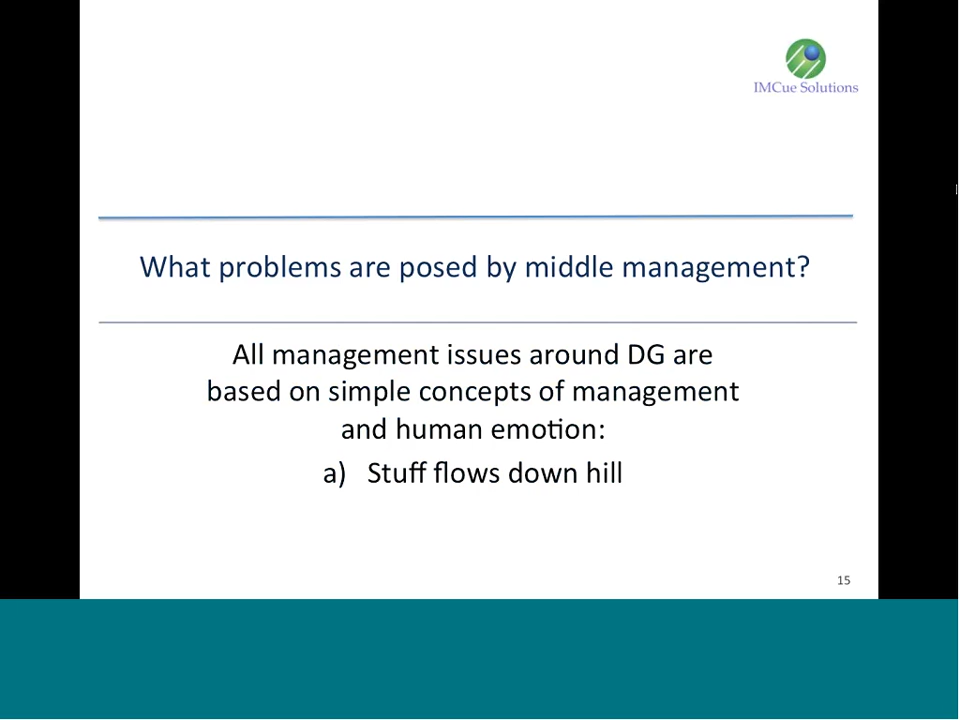 IMCue Solutions
What problems are posed by middle management?
All management issues around DG are
based on simple concepts of management
and human emotion:
a) Stuff flows down hill
15